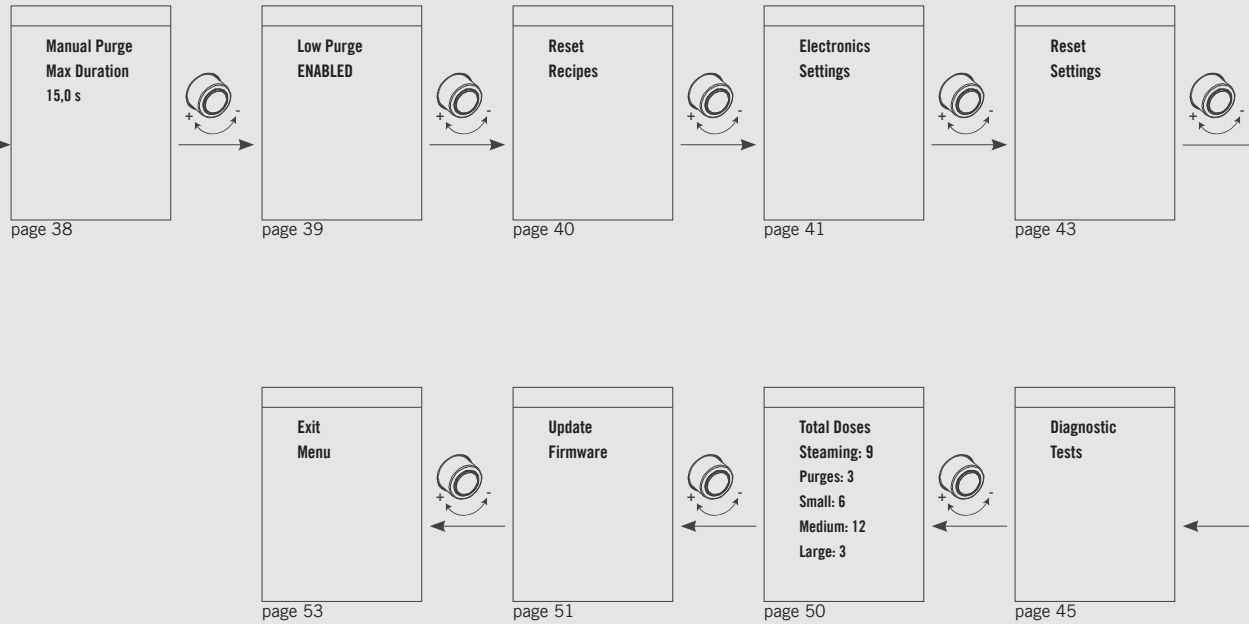 Manual Purge
Max Duration
15,0 s
+ -
page 38
Low Purge
ENABLED
+ -
page 39
Reset
Recipes
+ -
page 40
Electronics
Settings
+ -
page 41
Reset
Settings
+ -
page 43
Exit
Menu
+ -
page 53
Update
Firmware
+ -
page 51
Total Doses
Steaming: 9
Purges: 3
Small: 6
Medium: 12
Large: 3
+ -
page 50
Diagnostic
Tests
page 45